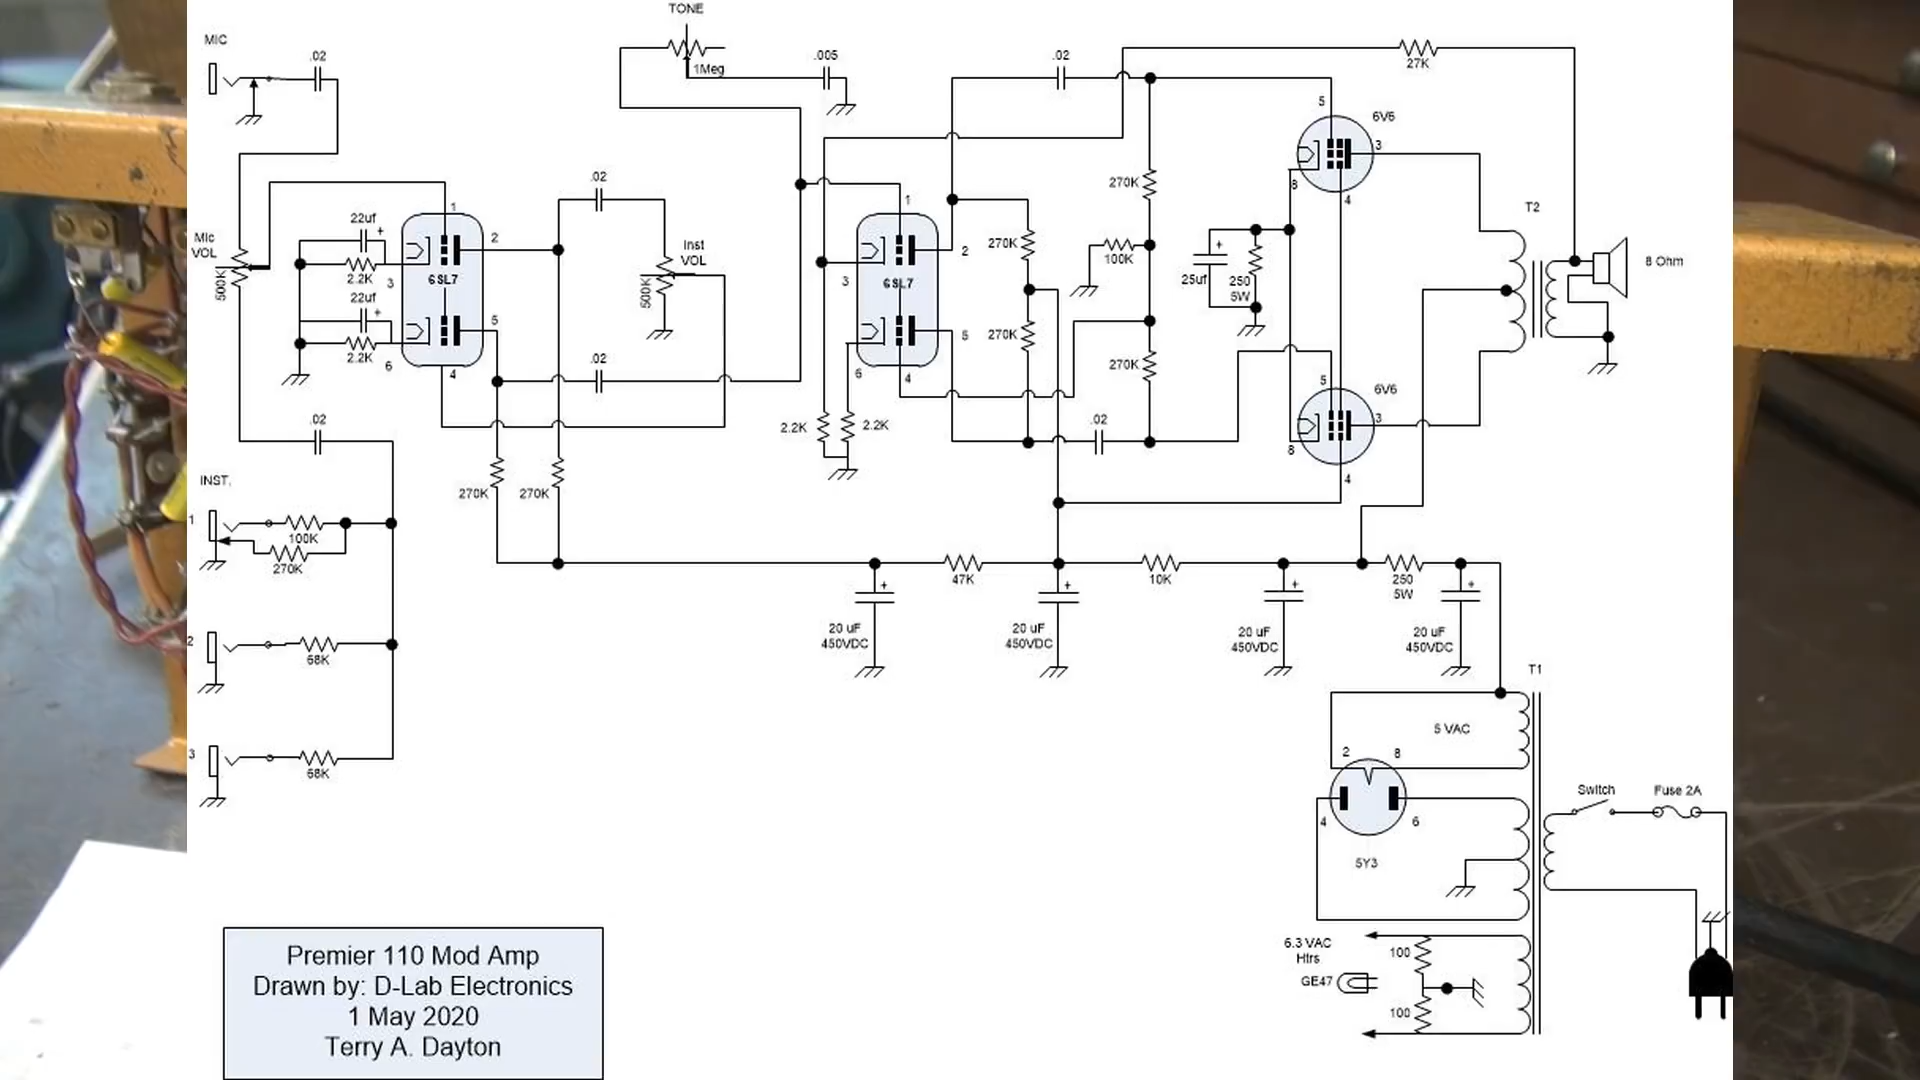 TONE
MIC
.02
1Meg
.005
.02
27K
5
6V6
3
8
4
270K
.02
22uf
+
1
2
Mic
VOL
500K
2.2K
3
6SL7
22uf
+
2.2K
5
6
4
Inst
VOL
500K
.02
1
2
3
6SL7
5
6
4
270K
270K
100K
270K
+
25uf
250
5W
T2
8 Ohm
2.2K
2.2K
.02
5
6V6
3
8
4
.02
INST.
1
100K
270K
2
68K
3
68K
270K
270K
47K
10K
250
5W
+
20 uF
450VDC
+
20 uF
450VDC
+
20 uF
450VDC
+
20 uF
450VDC
T1
5 VAC
2
8
4
6
5Y3
Switch
Fuse 2A
6.3 VAC
Htrs
GE47
100
100
Premier 110 Mod Amp
Drawn by: D-Lab Electronics
1 May 2020
Terry A. Dayton